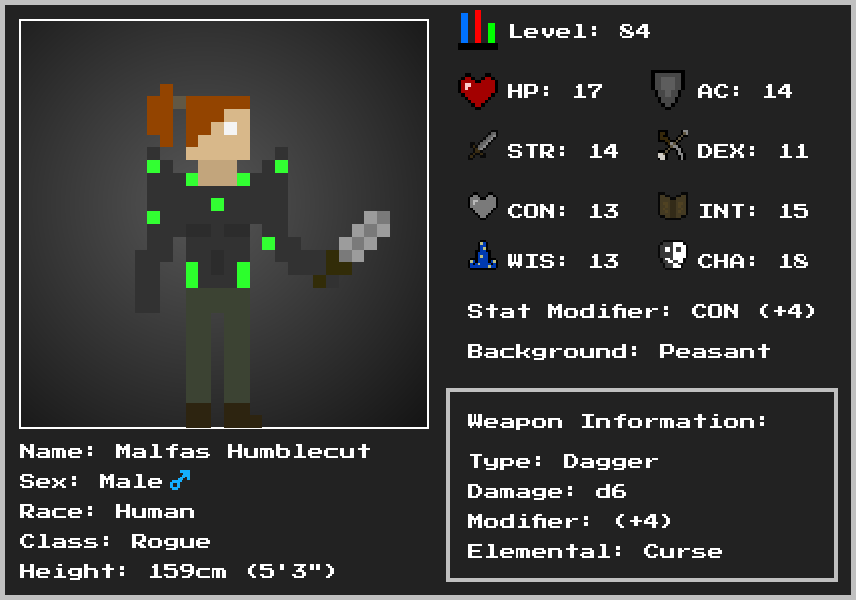 Level: 84
HP: 17
AC: 14
STR: 14
DEX: 11
CON: 13
INT: 15
WIS: 13
CHA: 18
Stat Modifier: CON (+4)
Background: Peasant
Weapon Information:
Type: Dagger
Damage: d6
Modifier: (+4)
Elemental: Curse
Name: Malfas Humblecut
Sex: Male ♂
Race: Human
Class: Rogue
Height: 159cm (5'3")